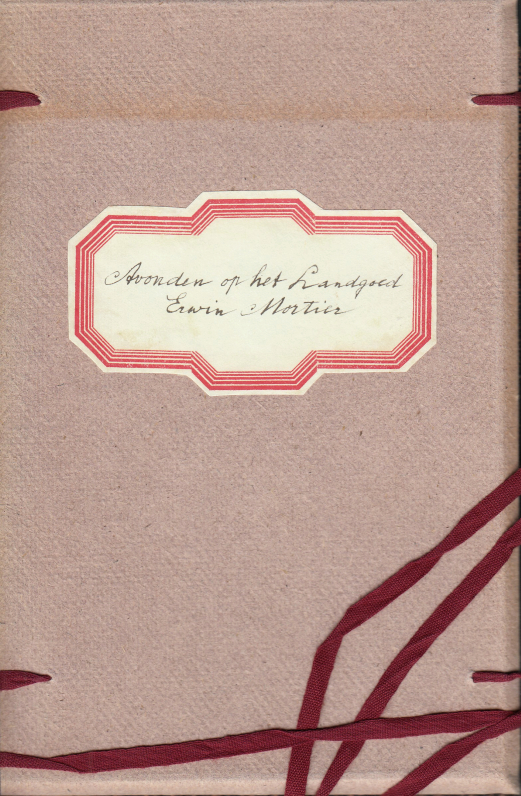 Avonden op het Landgoed
Erwin Mortier